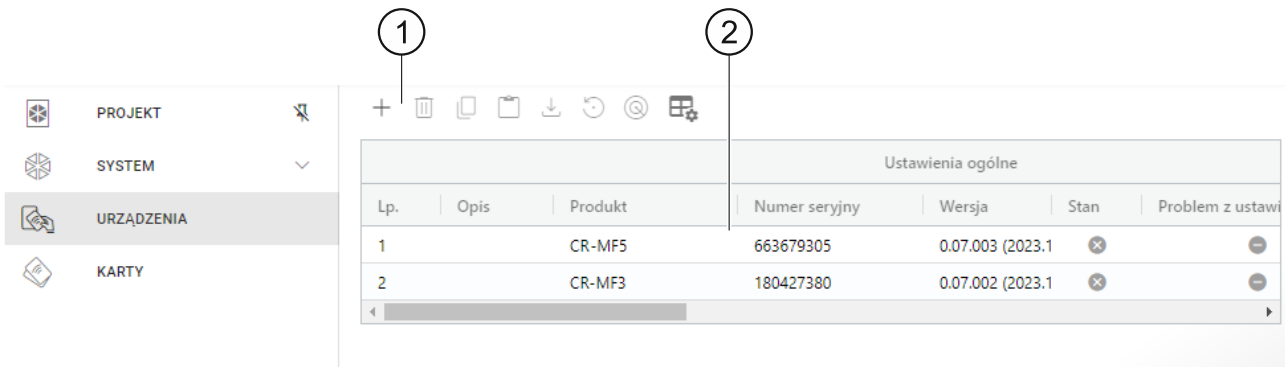 1 2
PROJEKT
SYSTEM
URZĄDZENIA
KARTY
Ustawienia ogólne
Lp. Opis Produkt Numer seryjny Wersja Stan Problem z ustawi
1 CR-MF5 663679305 0.07.003 (2023.1
2 CR-MF3 180427380 0.07.002 (2023.1